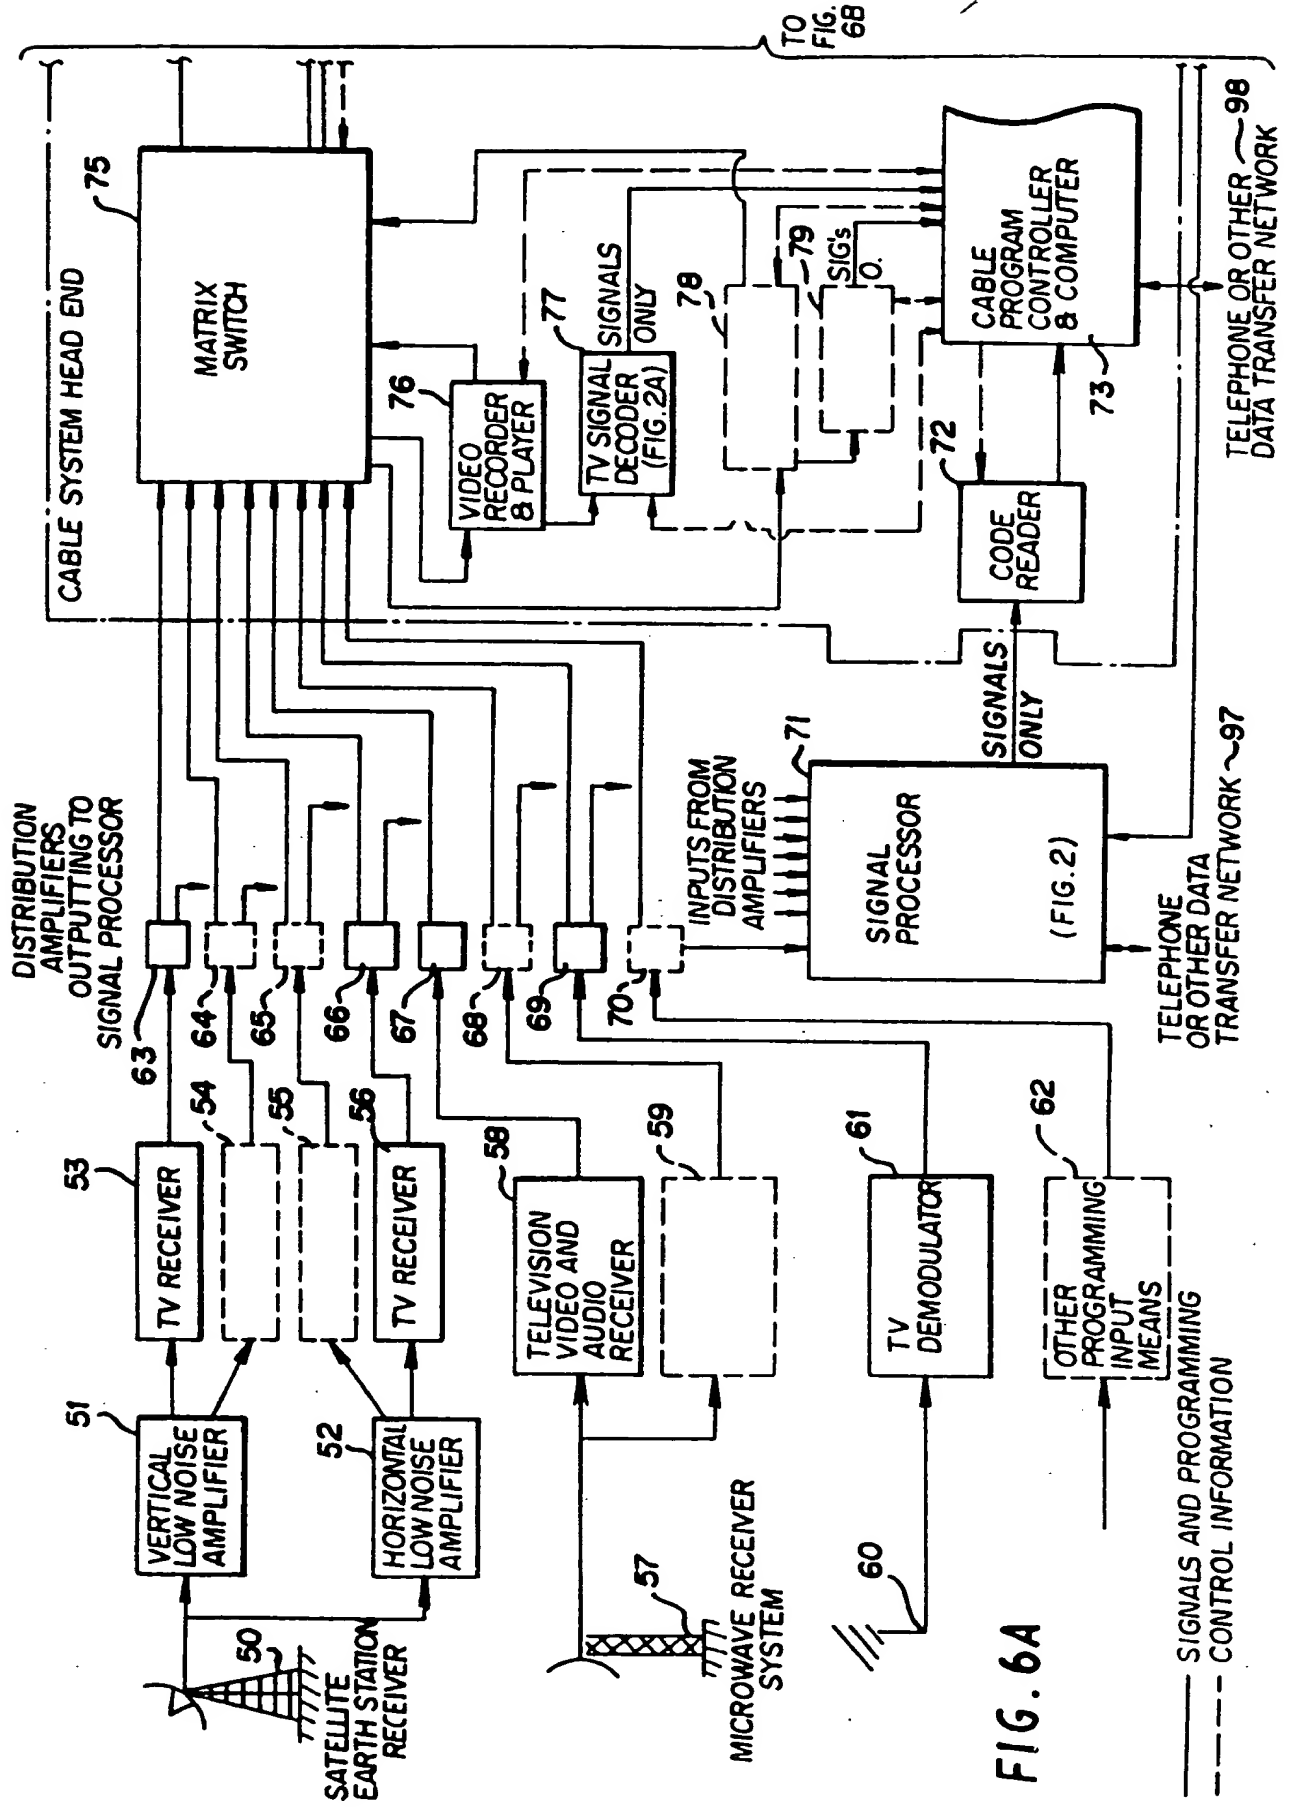 TO
FIG.
6B
CABLE SYSTEM HEAD END
75
MATRIX
SWITCH
76
VIDEO
RECORDER
& PLAYER
77
TV SIGNAL
DECODER
(FIG.2A)
SIGNALS
ONLY
78
79
SIG's
O.
CABLE
PROGRAM
CONTROLLER
& COMPUTER
73
72
CODE
READER
TELEPHONE OR OTHER ~98
DATA TRANSFER NETWORK
SIGNALS
ONLY
DISTRIBUTION
AMPLIFIERS
OUTPUTTING TO
SIGNAL PROCESSOR
63
64
65
66
67
68
69
70
INPUTS FROM
DISTRIBUTION
AMPLIFIERS
71
SIGNAL
PROCESSOR
(FIG.2)
TELEPHONE
OR OTHER DATA
TRANSFER NETWORK ~97
53
TV RECEIVER
54
55
56
TV RECEIVER
58
TELEVISION
VIDEO AND
AUDIO
RECEIVER
59
61
TV
DEMODULATOR
62
OTHER
PROGRAMMING
INPUT
MEANS
51
VERTICAL
LOW NOISE
AMPLIFIER
52
HORIZONTAL
LOW NOISE
AMPLIFIER
50
SATELLITE
EARTH STATION
RECEIVER
57
MICROWAVE RECEIVER
SYSTEM
60
FIG. 6A
SIGNALS AND PROGRAMMING
CONTROL INFORMATION